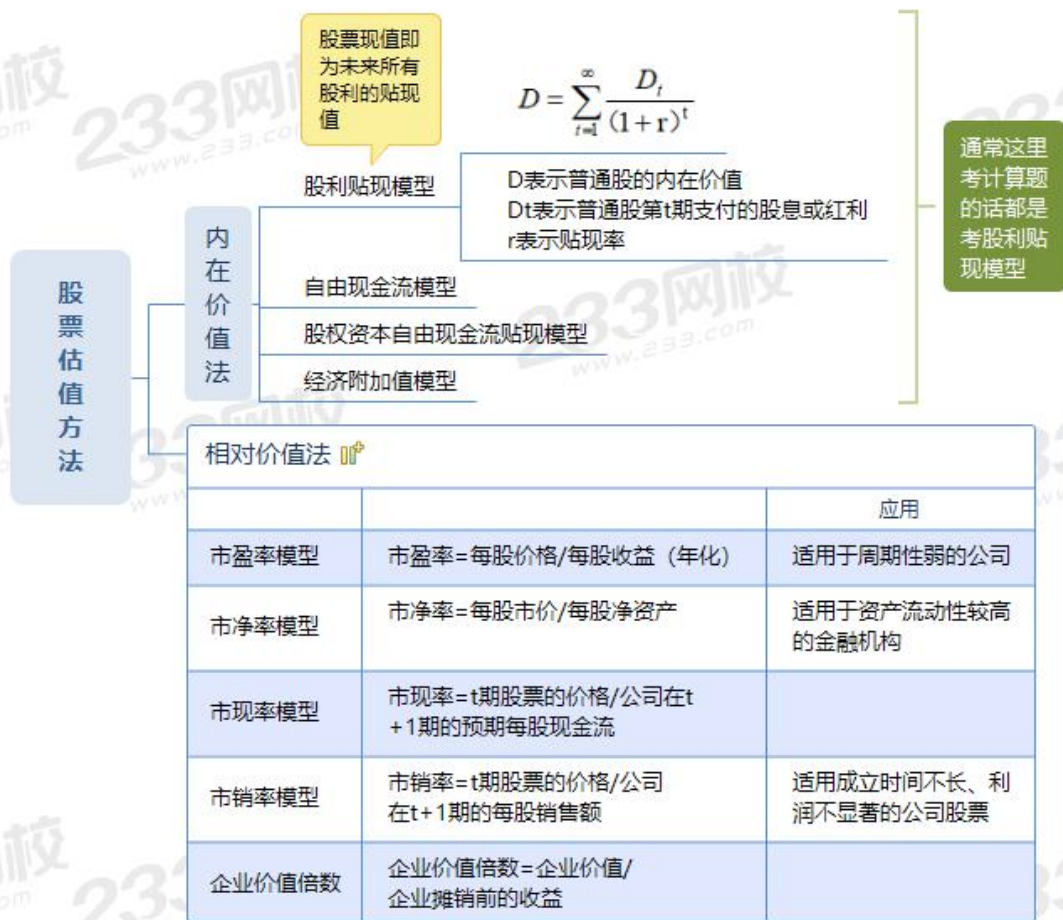 股票现值即
为未来所有
股利的贴现
值
D = \sum_{t=1}^{\infty} \frac{D_t}{(1+r)^t}
通常这里
考计算题
的话都是
考股利贴
现模型
股利贴现模型
D表示普通股的内在价值
Dt表示普通股第t期支付的股息或红利
r表示贴现率
内在价值法
自由现金流模型
股权资本自由现金流贴现模型
经济附加值模型
股票估值方法
相对价值法
应用
市盈率模型 市盈率=每股价格/每股收益（年化） 适用于周期性弱的公司
市净率模型 市净率=每股市价/每股净资产 适用于资产流动性较高
的金融机构
市现率模型 市现率=t期股票的价格/公司在t
+1期的预期每股现金流
市销率模型 市销率=t期股票的价格/公司
在t+1期的每股销售额
适用成立时间不长、利
润不显著的公司股票
企业价值倍数 企业价值倍数=企业价值/
企业摊销前的收益
233网校
www.233.com